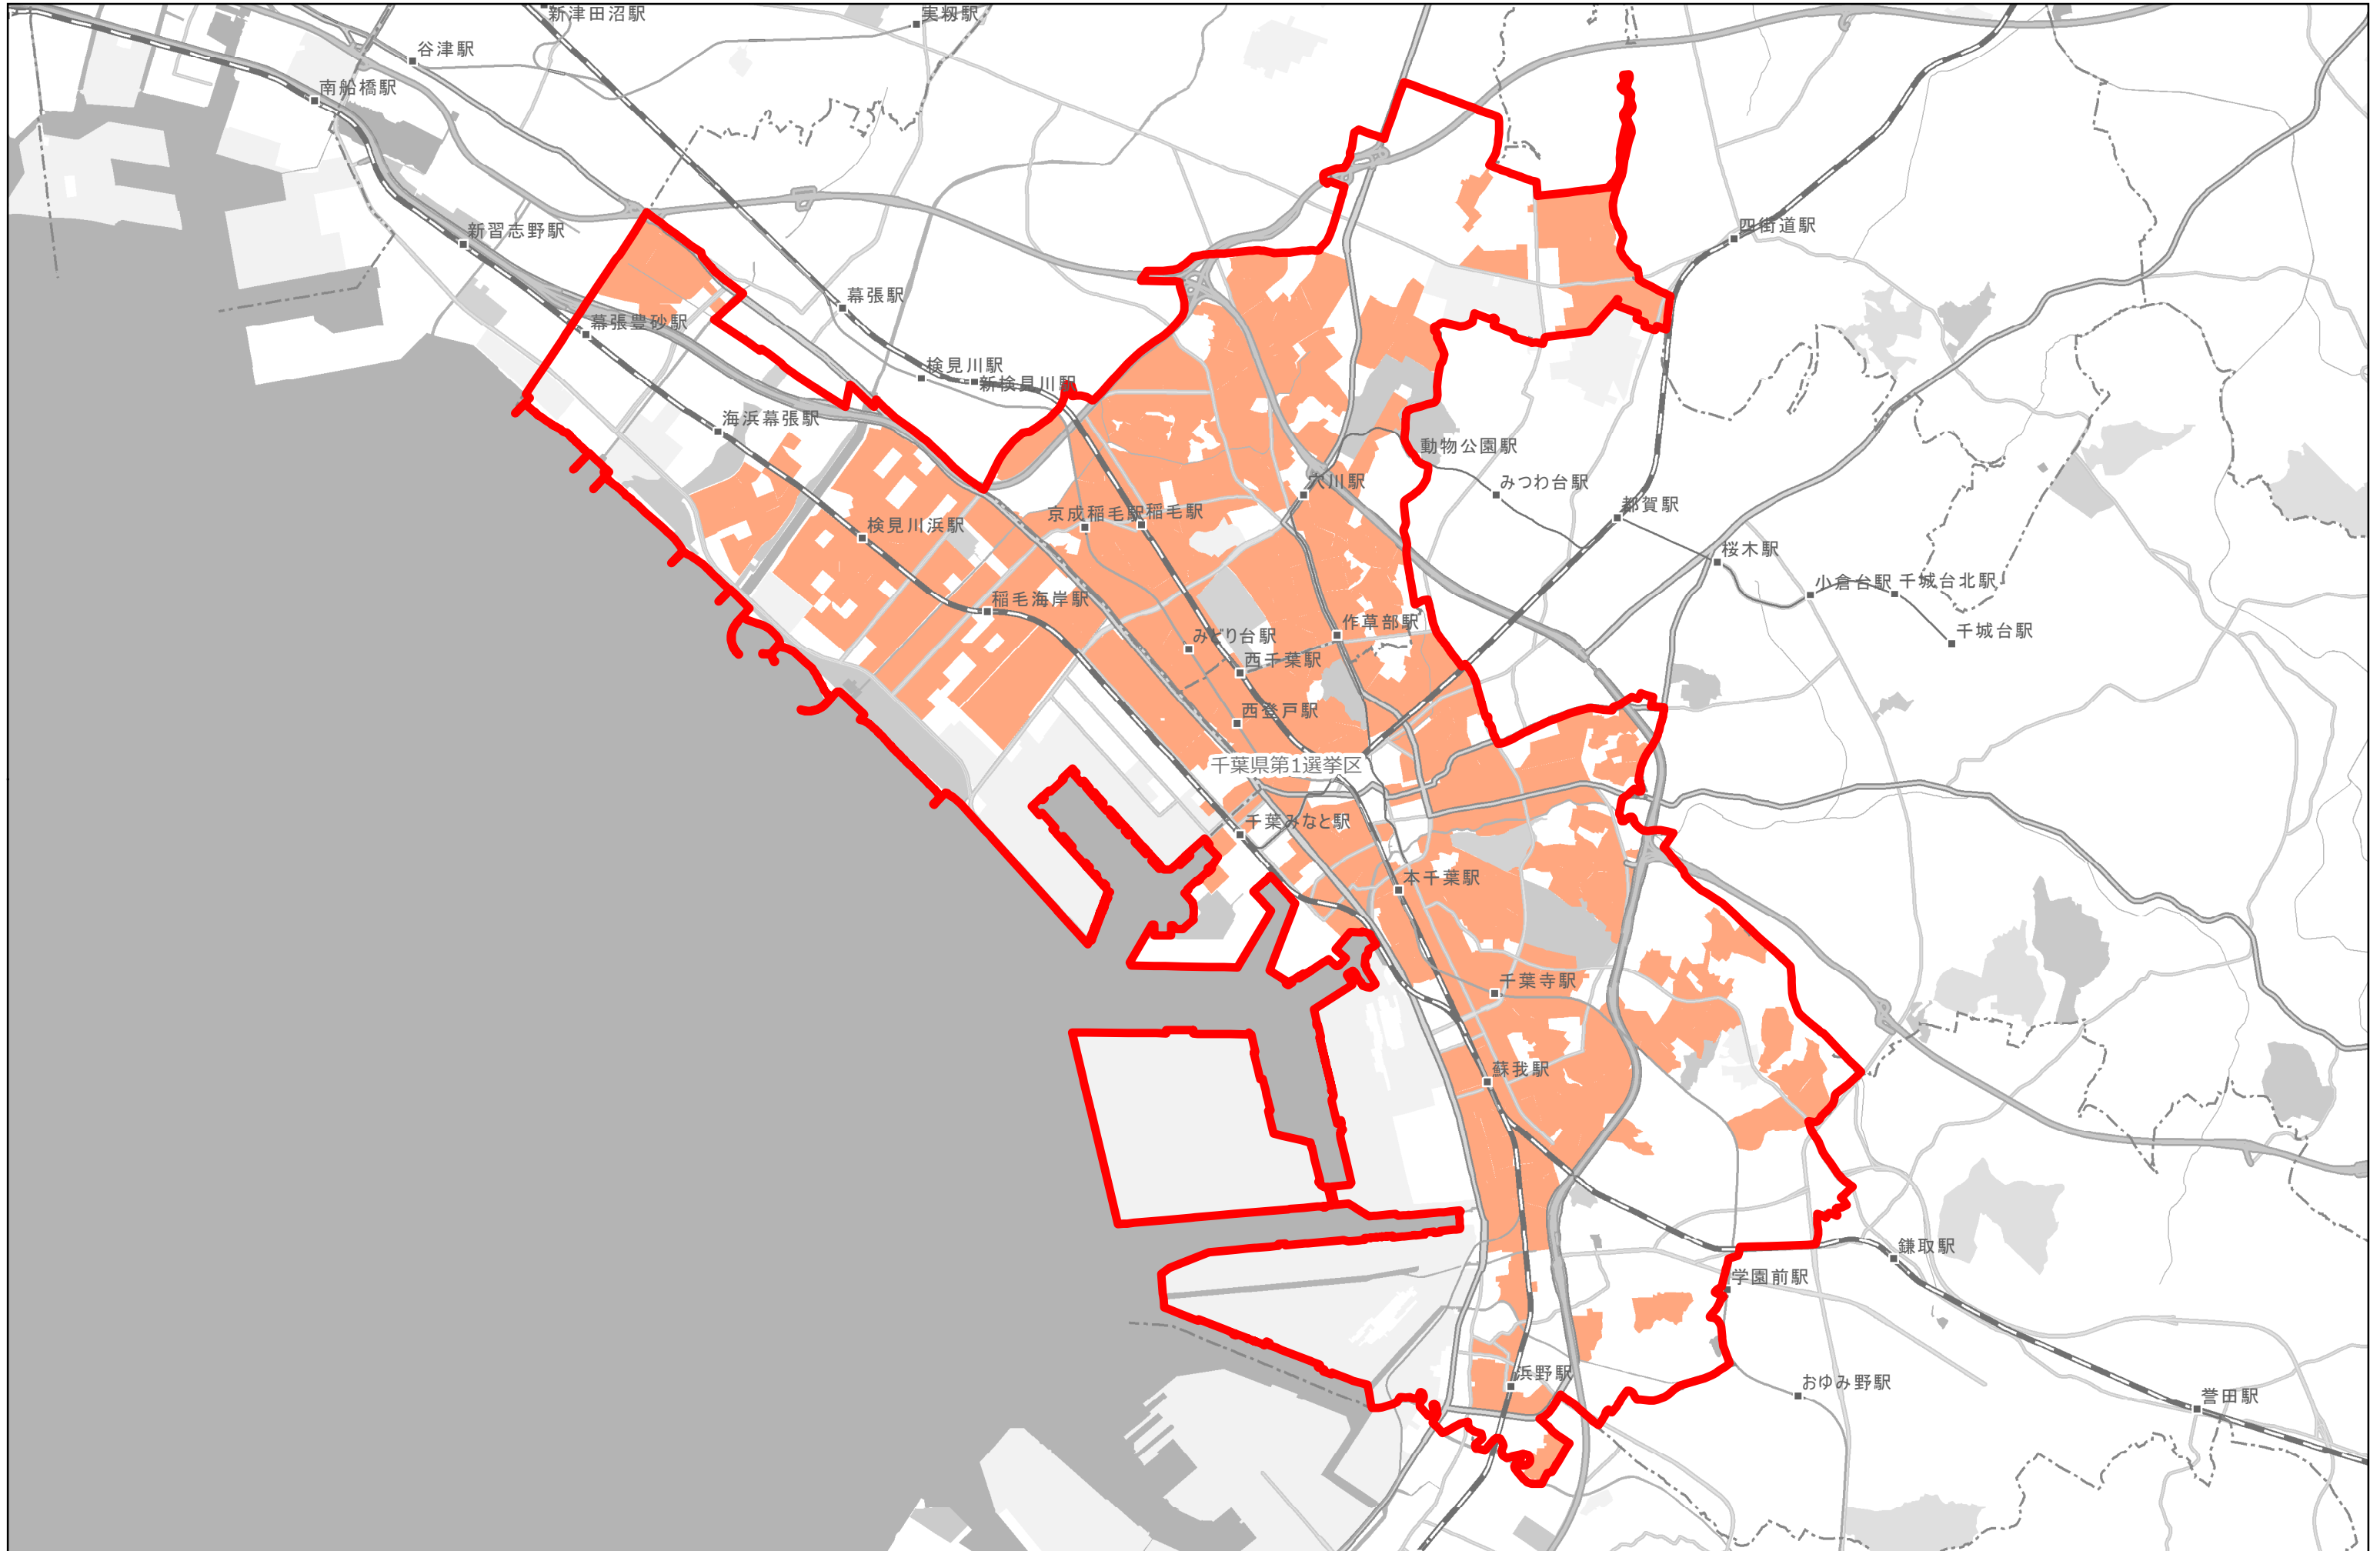 新津田沼駅
実籾駅
谷津駅
南船橋駅
四街道駅
新習志野駅
幕張駅
幕張豊砂駅
検見川駅
新検見川駅
海浜幕張駅
動物公園駅
穴川駅
みつわ台駅
都賀駅
京成稲毛駅
稲毛駅
検見川浜駅
桜木駅
小倉台駅
千城台北駅
稲毛海岸駅
作草部駅
千城台駅
みどり台駅
西千葉駅
西登戸駅
千葉県第1選挙区
千葉みなと駅
本千葉駅
千葉寺駅
蘇我駅
鎌取駅
学園前駅
浜野駅
おゆみ野駅
誉田駅